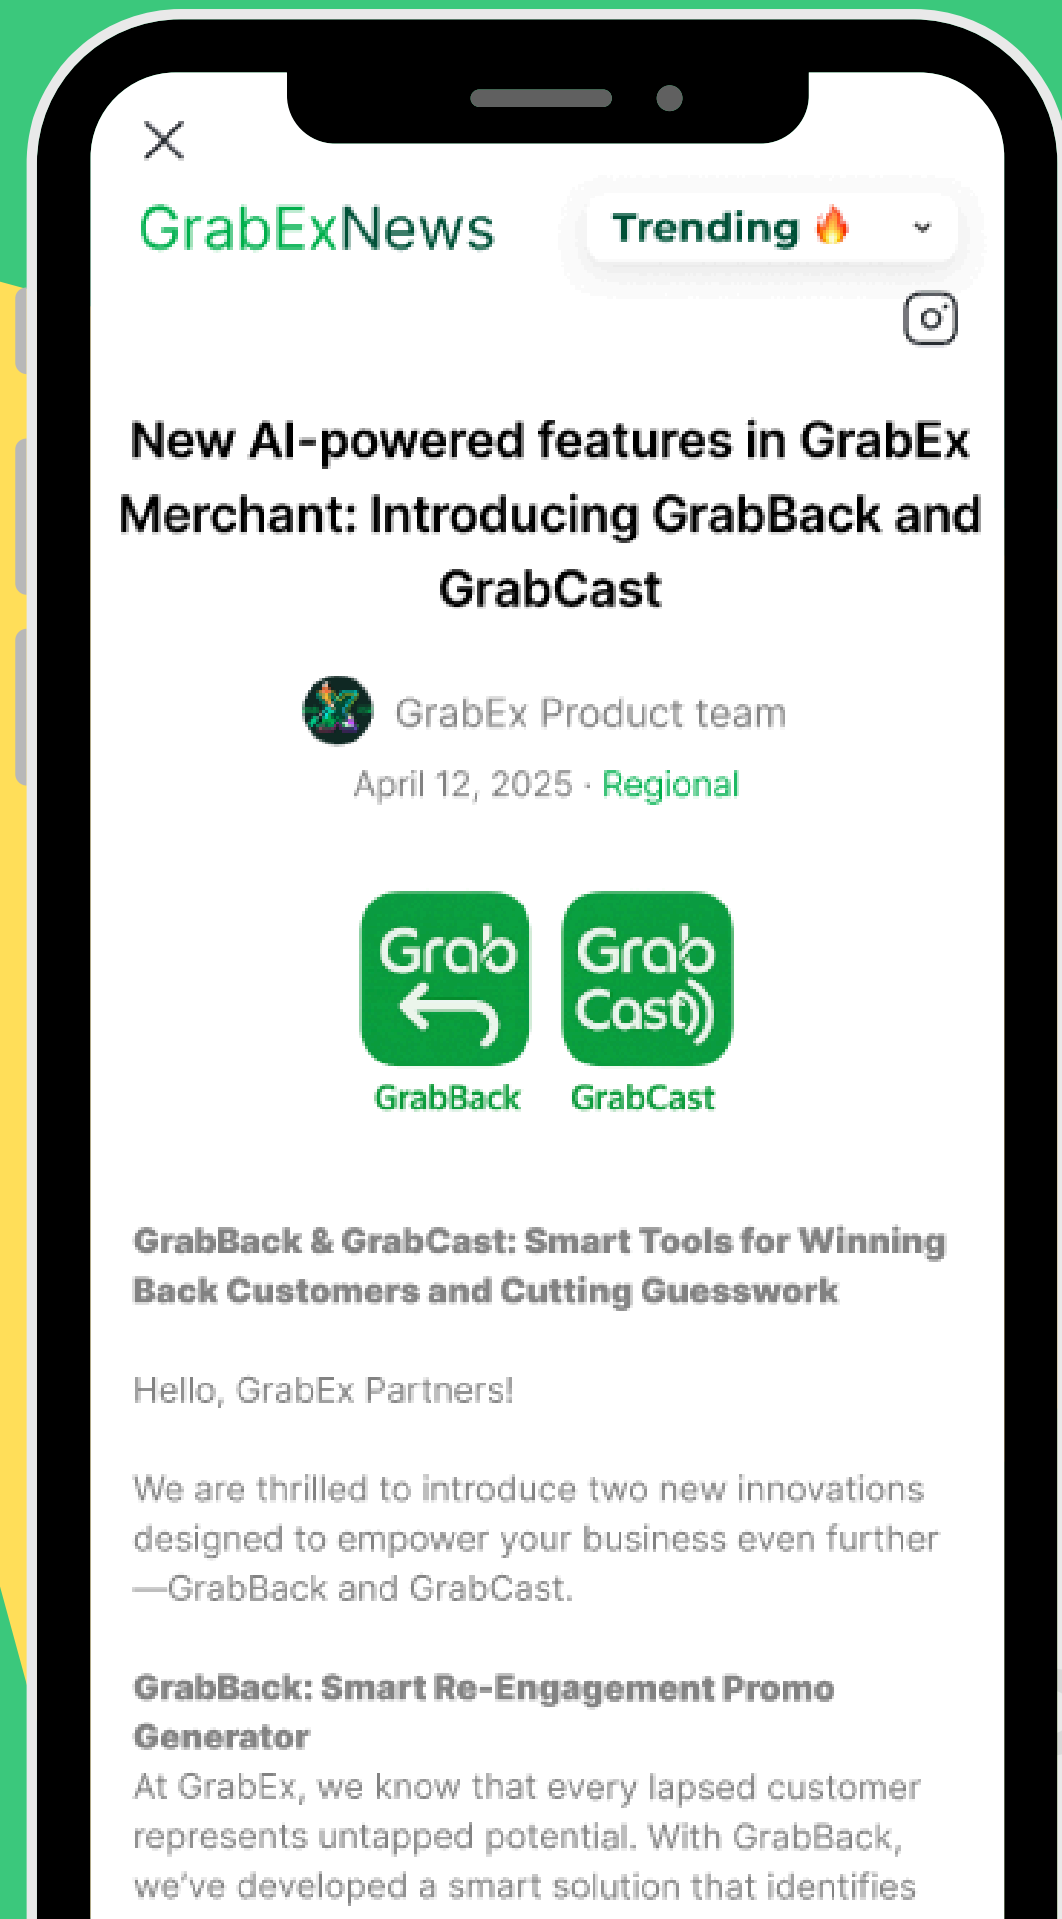 GrabExNews
Trending 🔥
New AI-powered features in GrabEx
Merchant: Introducing GrabBack and
GrabCast
GrabEx Product team
April 12, 2025 · Regional
Grab
Grab
Cast
GrabBack
GrabCast
GrabBack & GrabCast: Smart Tools for Winning
Back Customers and Cutting Guesswork
Hello, GrabEx Partners!
We are thrilled to introduce two new innovations
designed to empower your business even further
—GrabBack and GrabCast.
GrabBack: Smart Re-Engagement Promo
Generator
At GrabEx, we know that every lapsed customer
represents untapped potential. With GrabBack,
we’ve developed a smart solution that identifies